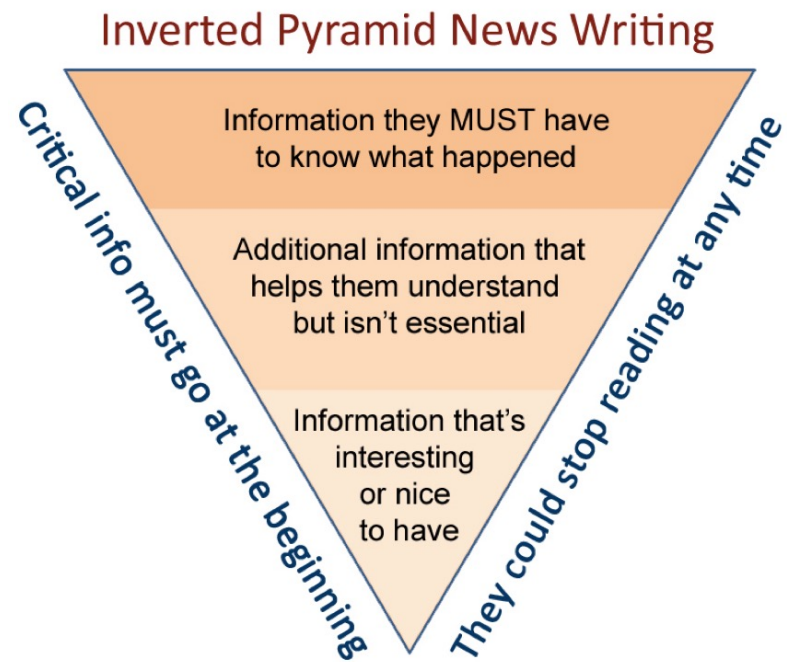 Inverted Pyramid News Writing
Critical info must go at the beginning
Information they MUST have
to know what happened
Additional information that
helps them understand
but isn’t essential
Information that’s
interesting
or nice
to have
They could stop reading at any time